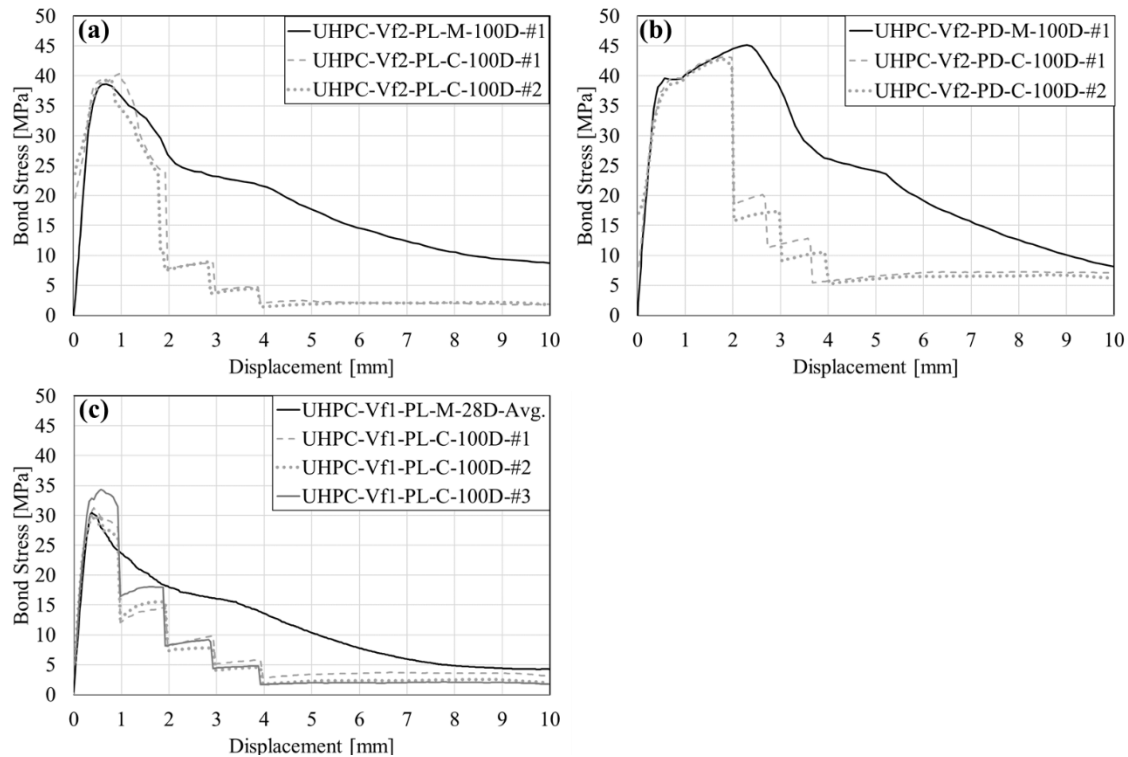 (a)
UHPC-Vf2-PL-M-100D-#1
UHPC-Vf2-PL-C-100D-#1
UHPC-Vf2-PL-C-100D-#2
Bond Stress [MPa]
50
45
40
35
30
25
20
15
10
5
0
0 1 2 3 4 5 6 7 8 9 10
Displacement [mm]
(b)
UHPC-Vf2-PD-M-100D-#1
UHPC-Vf2-PD-C-100D-#1
UHPC-Vf2-PD-C-100D-#2
Bond Stress [MPa]
50
45
40
35
30
25
20
15
10
5
0
0 1 2 3 4 5 6 7 8 9 10
Displacement [mm]
(c)
UHPC-Vf1-PL-M-28D-Avg.
UHPC-Vf1-PL-C-100D-#1
UHPC-Vf1-PL-C-100D-#2
UHPC-Vf1-PL-C-100D-#3
Bond Stress [MPa]
50
45
40
35
30
25
20
15
10
5
0
0 1 2 3 4 5 6 7 8 9 10
Displacement [mm]